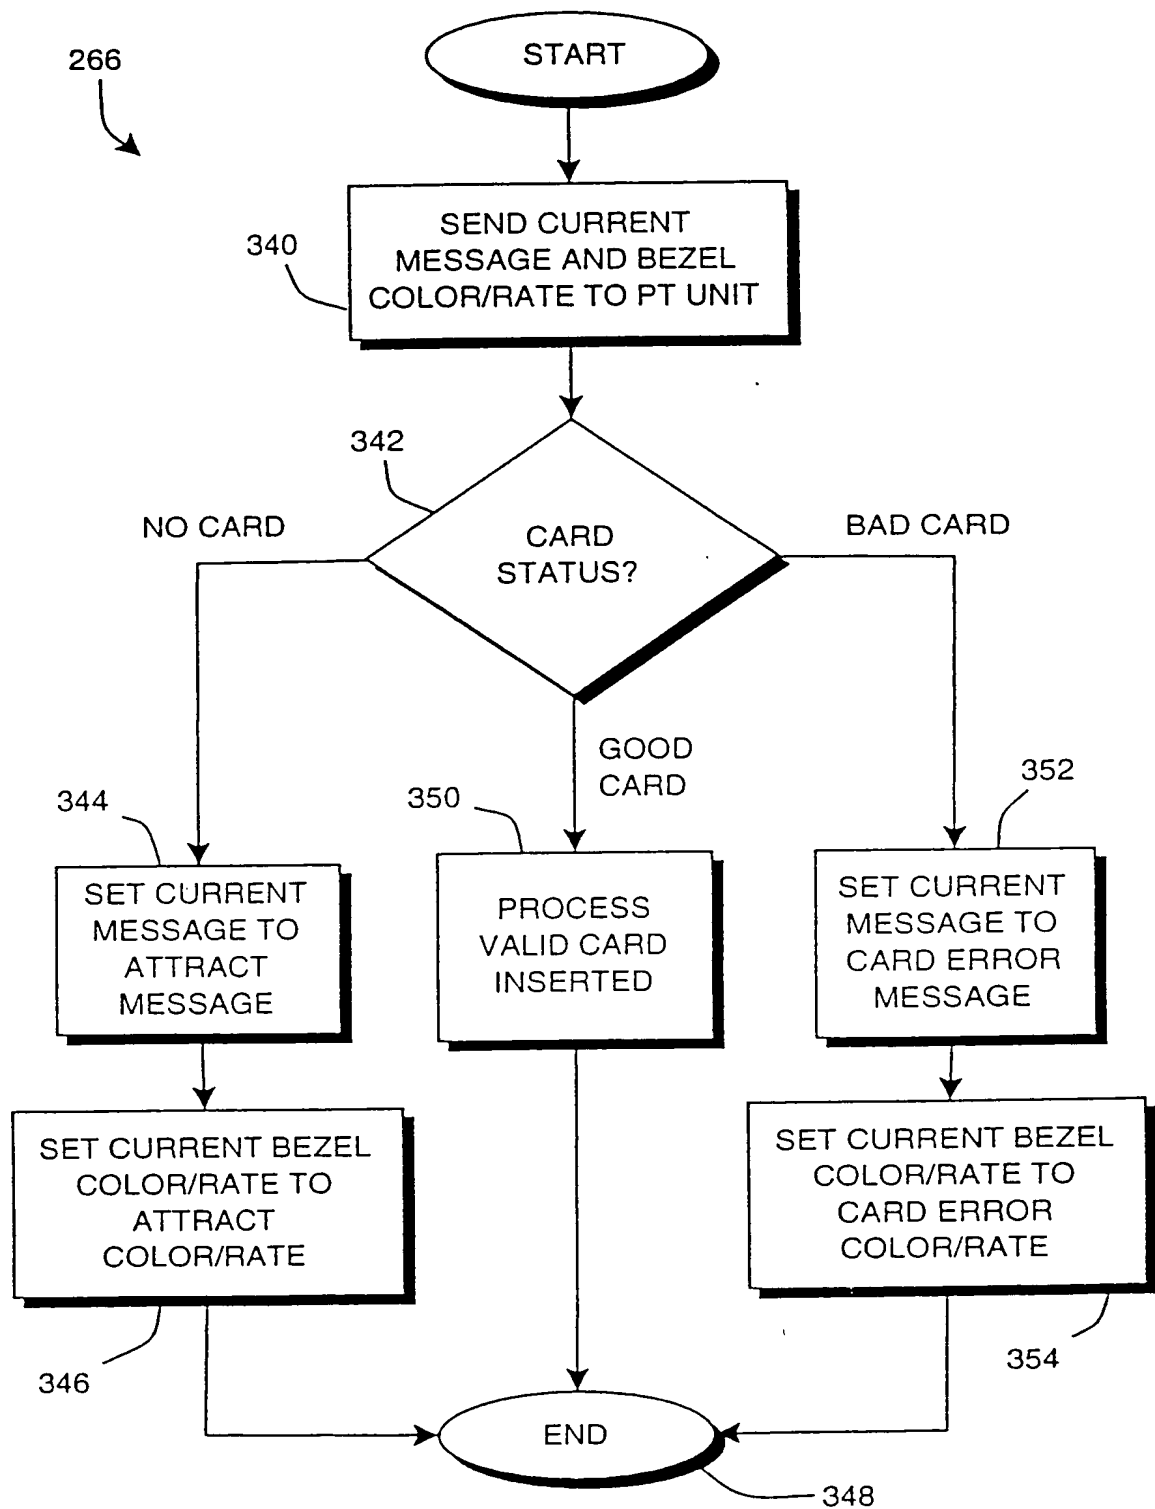 START
266
SEND CURRENT
MESSAGE AND BEZEL
COLOR/RATE TO PT UNIT
340
342
CARD
STATUS?
NO CARD
BAD CARD
GOOD
CARD
344
350
352
SET CURRENT
MESSAGE TO
ATTRACT
MESSAGE
PROCESS
VALID CARD
INSERTED
SET CURRENT
MESSAGE TO
CARD ERROR
MESSAGE
SET CURRENT BEZEL
COLOR/RATE TO
ATTRACT
COLOR/RATE
SET CURRENT BEZEL
COLOR/RATE TO
CARD ERROR
COLOR/RATE
346
354
END
348